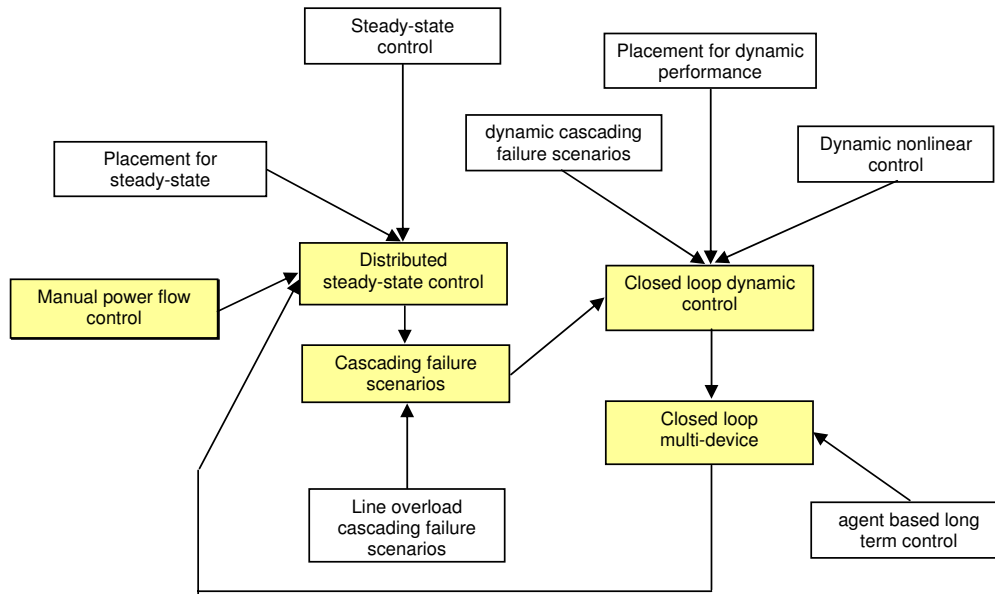 Steady-state
control
Placement for dynamic
performance
dynamic cascading
failure scenarios
Dynamic nonlinear
control
Placement for
steady-state
Distributed
steady-state control
Closed loop dynamic
control
Manual power flow
control
Cascading failure
scenarios
Closed loop
multi-device
Line overload
cascading failure
scenarios
agent based long
term control